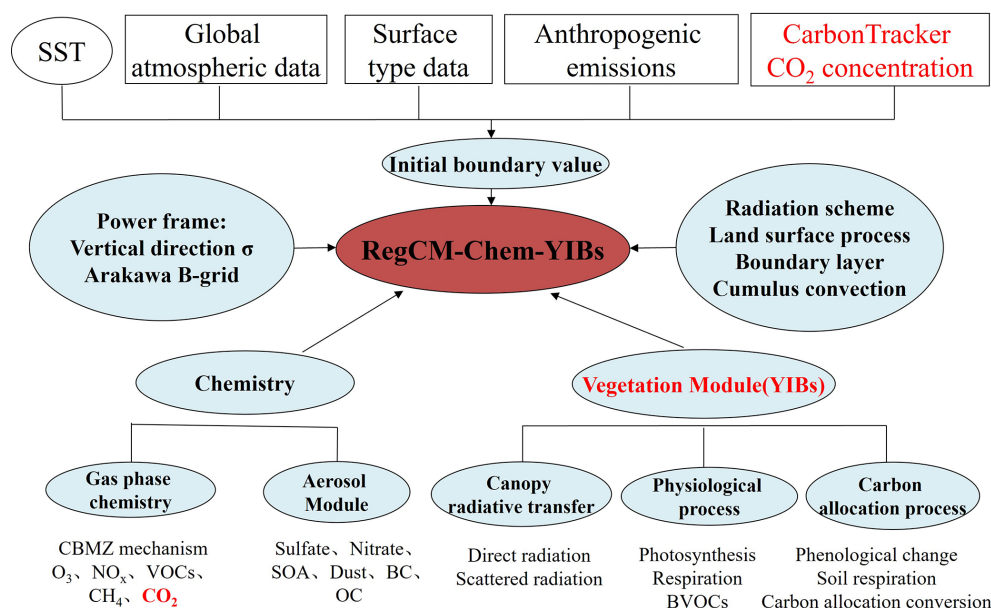 SST
Global
atmospheric data
Surface
type data
Anthropogenic
emissions
CarbonTracker
CO₂ concentration
Initial boundary value
Power frame:
Vertical direction σ
Arakawa B-grid
RegCM-Chem-YIBs
Radiation scheme
Land surface process
Boundary layer
Cumulus convection
Chemistry
Vegetation Module(YIBs)
Gas phase
chemistry
Aerosol
Module
Canopy
radiative transfer
Physiological
process
Carbon
allocation process
CBMZ mechanism
O₃、NOₓ、VOCs、
CH₄、CO₂
Sulfate、Nitrate、
SOA、Dust、BC、
OC
Direct radiation
Scattered radiation
Photosynthesis
Respiration
BVOCs
Phenological change
Soil respiration
Carbon allocation conversion